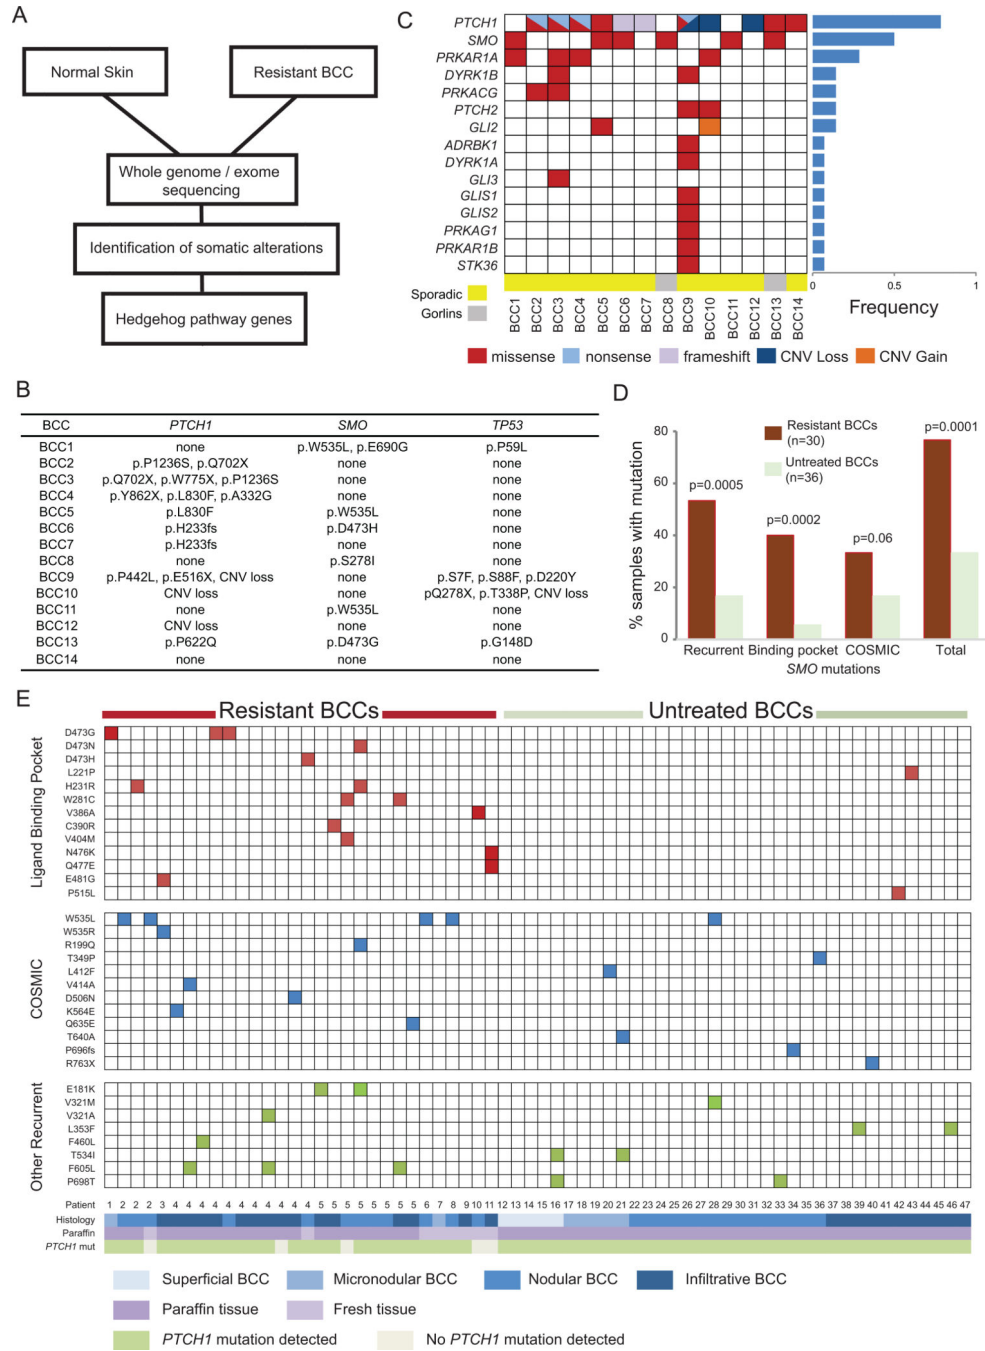 A
Normal Skin
Resistant BCC
Whole genome / exome
sequencing
Identification of somatic alterations
Hedgehog pathway genes
C
PTCH1
SMO
PRKAR1A
DYRK1B
PRKACG
PTCH2
GLI2
ADRBK1
DYRK1A
GLI3
GLIS1
GLIS2
PRKAG1
PRKAR1B
STK36
Sporadic
Gorlins
BCC1 BCC2 BCC3 BCC4 BCC5 BCC6 BCC7 BCC8 BCC9 BCC10 BCC11 BCC12 BCC13 BCC14
0 0.5 1
Frequency
missense nonsense frameshift CNV Loss CNV Gain
B
BCC PTCH1 SMO TP53
BCC1 none p.W535L, p.E690G p.P59L
BCC2 p.P1236S, p.Q702X none none
BCC3 p.Q702X, p.W775X, p.P1236S none none
BCC4 p.Y862X, p.L830F, p.A332G none none
BCC5 p.L830F p.W535L none
BCC6 p.H233fs p.D473H none
BCC7 p.H233fs none none
BCC8 none p.S278I none
BCC9 p.P442L, p.E516X, CNV loss none p.S7F, p.S88F, p.D220Y
BCC10 CNV loss none pQ278X, p.T338P, CNV loss
BCC11 none p.W535L none
BCC12 CNV loss none none
BCC13 p.P622Q p.D473G p.G148D
BCC14 none none none
D
% samples with mutation
80
60
40
20
0
Resistant BCCs
(n=30)
Untreated BCCs
(n=36)
p=0.0005
p=0.0002
p=0.06
p=0.0001
Recurrent Binding pocket COSMIC Total
SMO mutations
E
Resistant BCCs
Untreated BCCs
Ligand Binding Pocket
D473G
D473N
D473H
L221P
H231R
W281C
V386A
C390R
V404M
N476K
Q477E
E481G
P515L
COSMIC
W535L
W535R
R199Q
T349P
L412F
V414A
D506N
K564E
Q635E
T640A
P696fs
R763X
Other Recurrent
E181K
V321M
V321A
L353F
F460L
T534I
F605L
P698T
Patient 1 2 2 2 3 4 4 4 4 4 4 4 4 4 4 4 5 5 5 5 5 5 5 5 6 7 8 9 10 11 12 13 14 15 16 17 18 19 20 21 22 23 24 25 26 27 28 29 30 31 32 33 34 35 36 37 38 39 40 41 42 43 44 45 46 47
Histology
Paraffin
PTCH1 mut
Superficial BCC Micronodular BCC Nodular BCC Infiltrative BCC
Paraffin tissue Fresh tissue
PTCH1 mutation detected No PTCH1 mutation detected